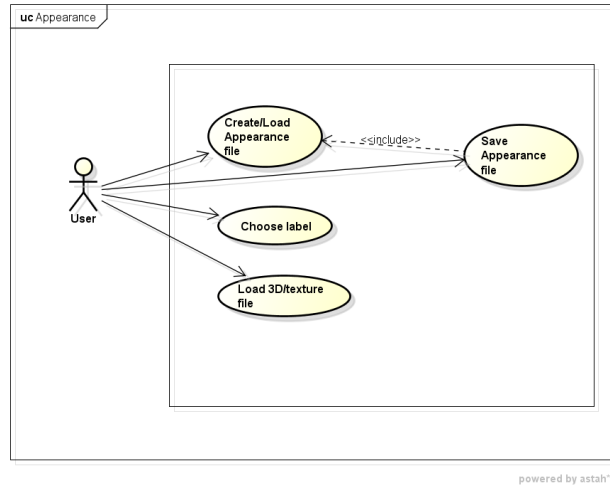 uc Appearance
Create/Load
Appearance
file
<<include>>
Save
Appearance
file
User
Choose label
Load 3D/texture
file
powered by astah